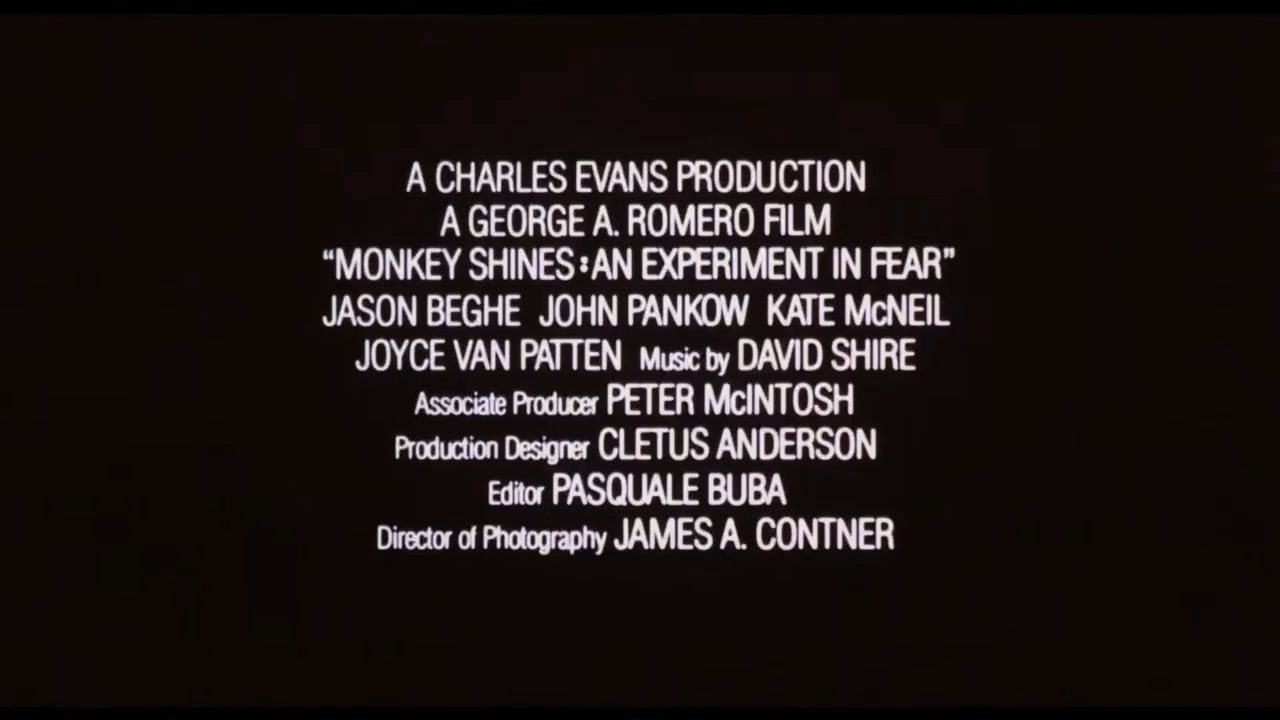 A CHARLES EVANS PRODUCTION
A GEORGE A. ROMERO FILM
“MONKEY SHINES:AN EXPERIMENT IN FEAR”
JASON BEGHE JOHN PANKOW KATE McNEIL
JOYCE VAN PATTEN Music by DAVID SHIRE
Associate Producer PETER McINTOSH
Production Designer CLETUS ANDERSON
Editor PASQUALE BUBA
Director of Photography JAMES A. CONTNER